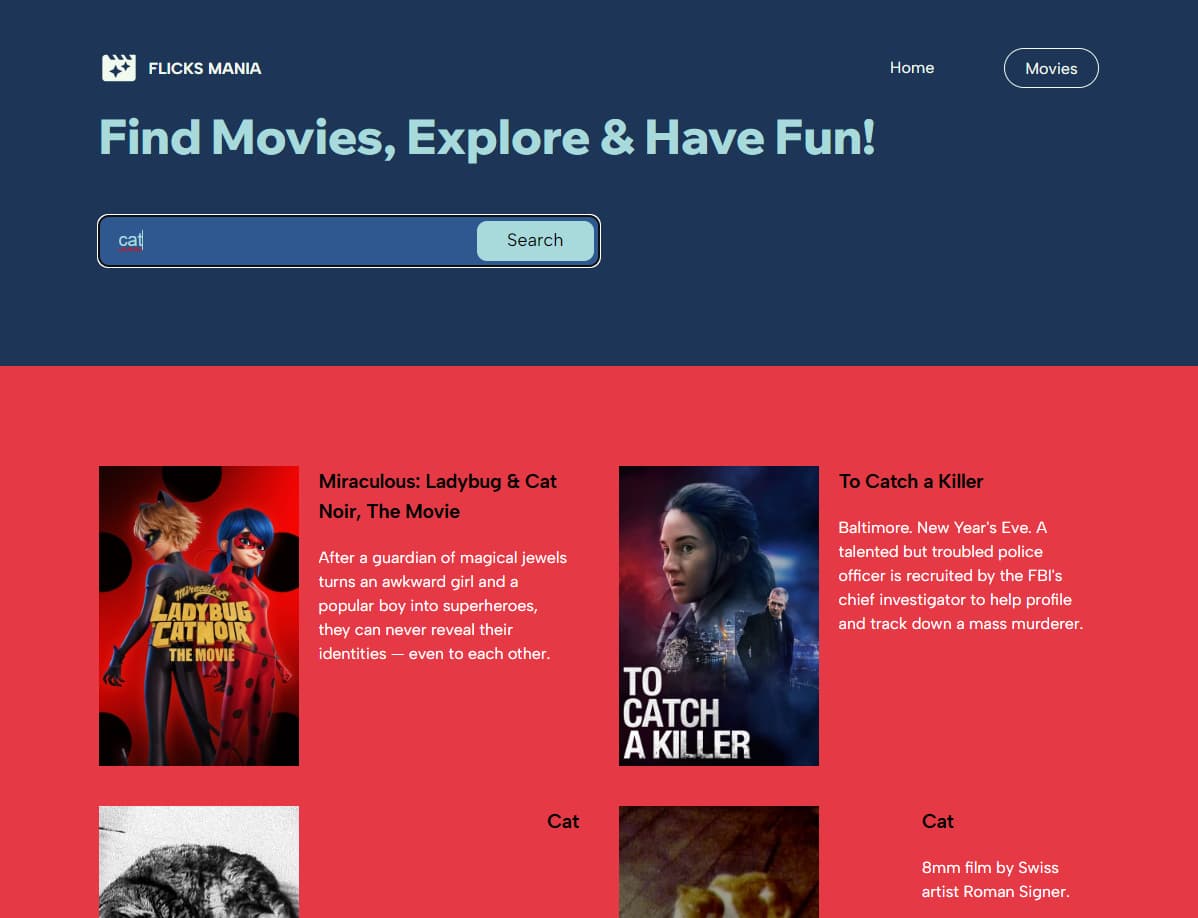 FLICKS MANIA
Home
Movies
Find Movies, Explore & Have Fun!
cat
Search
Miraculous: Ladybug & Cat
Noir, The Movie
After a guardian of magical jewels
turns an awkward girl and a
popular boy into superheroes,
they can never reveal their
identities — even to each other.
Miraculous
LADYBUG
CATNOIR
THE MOVIE
To Catch a Killer
Baltimore. New Year's Eve. A
talented but troubled police
officer is recruited by the FBI's
chief investigator to help profile
and track down a mass murderer.
TO
CATCH
A KILLER
Cat
Cat
8mm film by Swiss
artist Roman Signer.